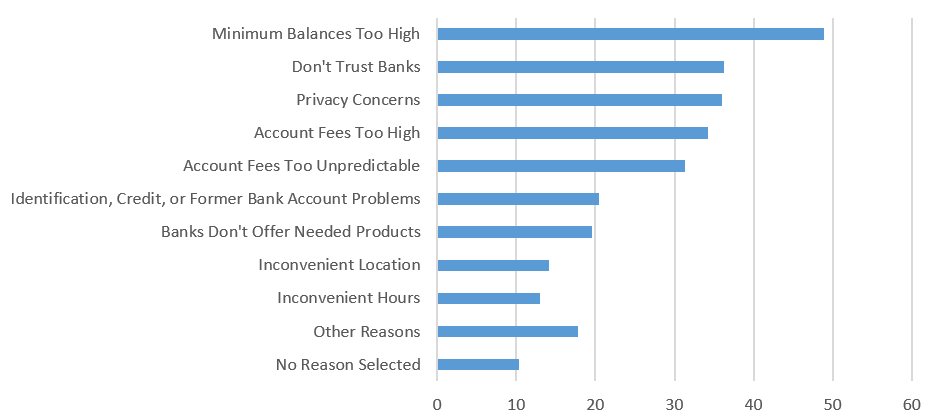 Minimum Balances Too High
Don't Trust Banks
Privacy Concerns
Account Fees Too High
Account Fees Too Unpredictable
Identification, Credit, or Former Bank Account Problems
Banks Don't Offer Needed Products
Inconvenient Location
Inconvenient Hours
Other Reasons
No Reason Selected
0 10 20 30 40 50 60